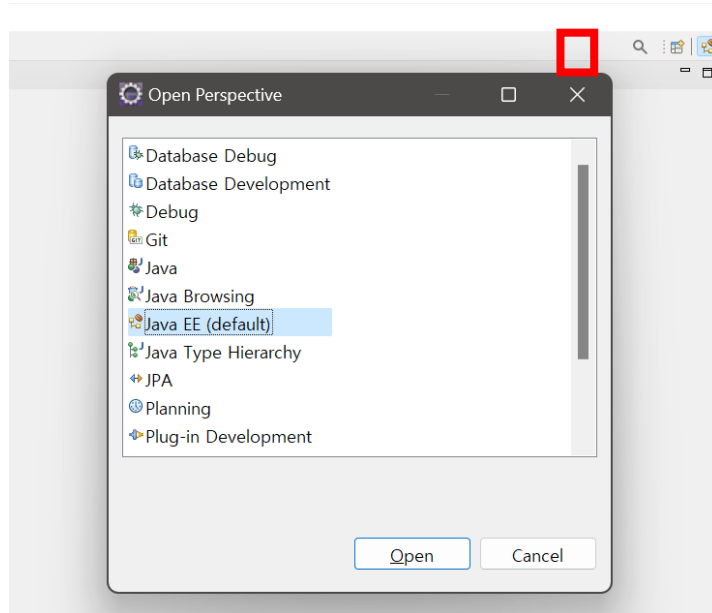 Open Perspective
Database Debug
Database Development
Debug
GIT
Git
Java
Java Browsing
Java EE (default)
Java Type Hierarchy
JPA
Planning
Plug-in Development
Open
Cancel